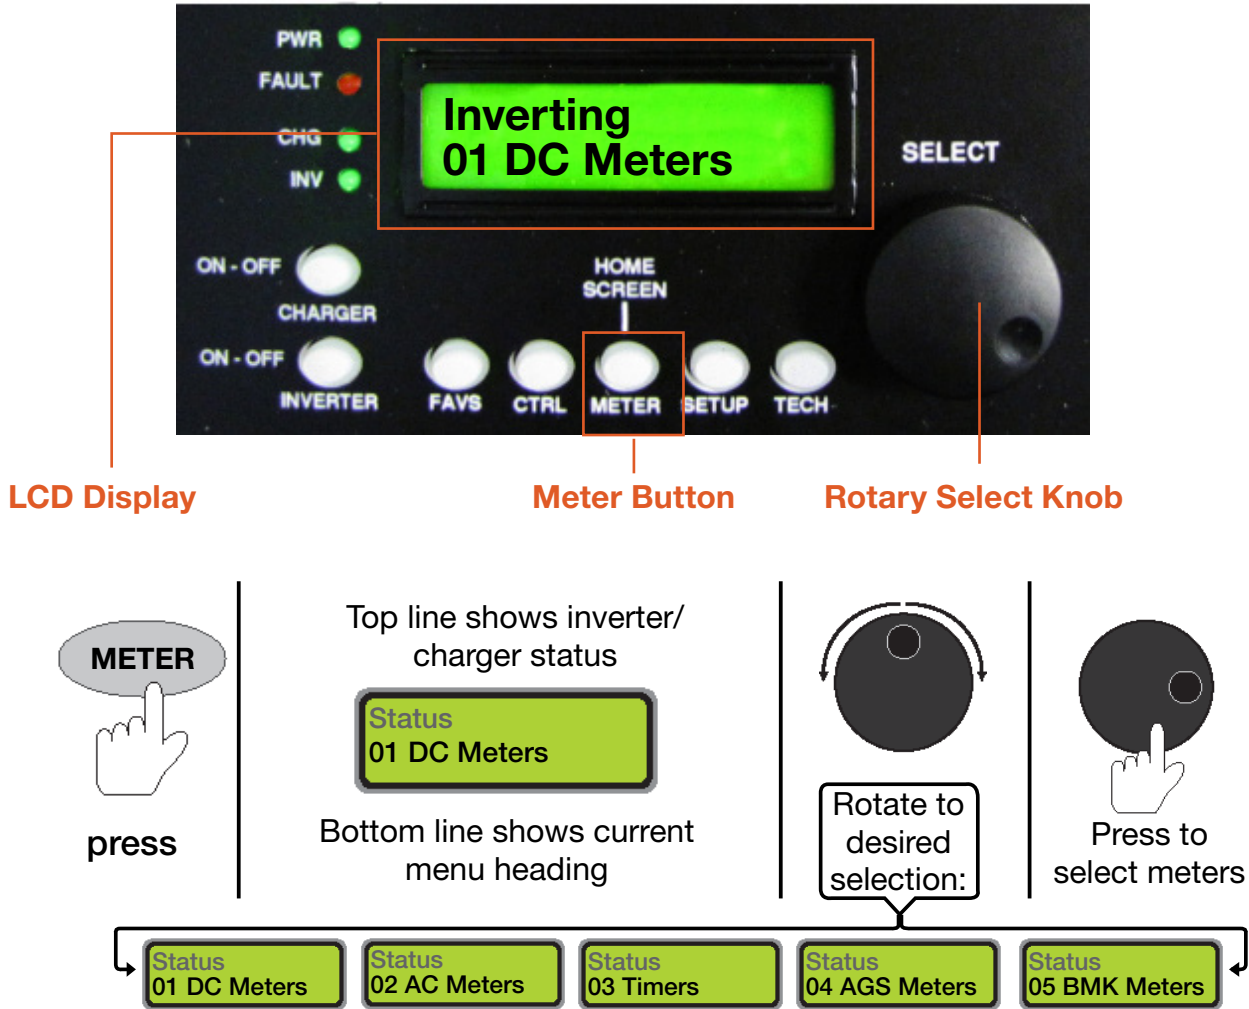 PWR
FAULT
CHG
INV
Inverting
01 DC Meters
SELECT
ON - OFF
CHARGER
HOME
SCREEN
ON - OFF
INVERTER
FAVS
CTRL
METER
SETUP
TECH
LCD Display
Meter Button
Rotary Select Knob
METER
press
Top line shows inverter/
charger status
Status
01 DC Meters
Bottom line shows current
menu heading
Rotate to
desired
selection:
Press to
select meters
Status
01 DC Meters
Status
02 AC Meters
Status
03 Timers
Status
04 AGS Meters
Status
05 BMK Meters